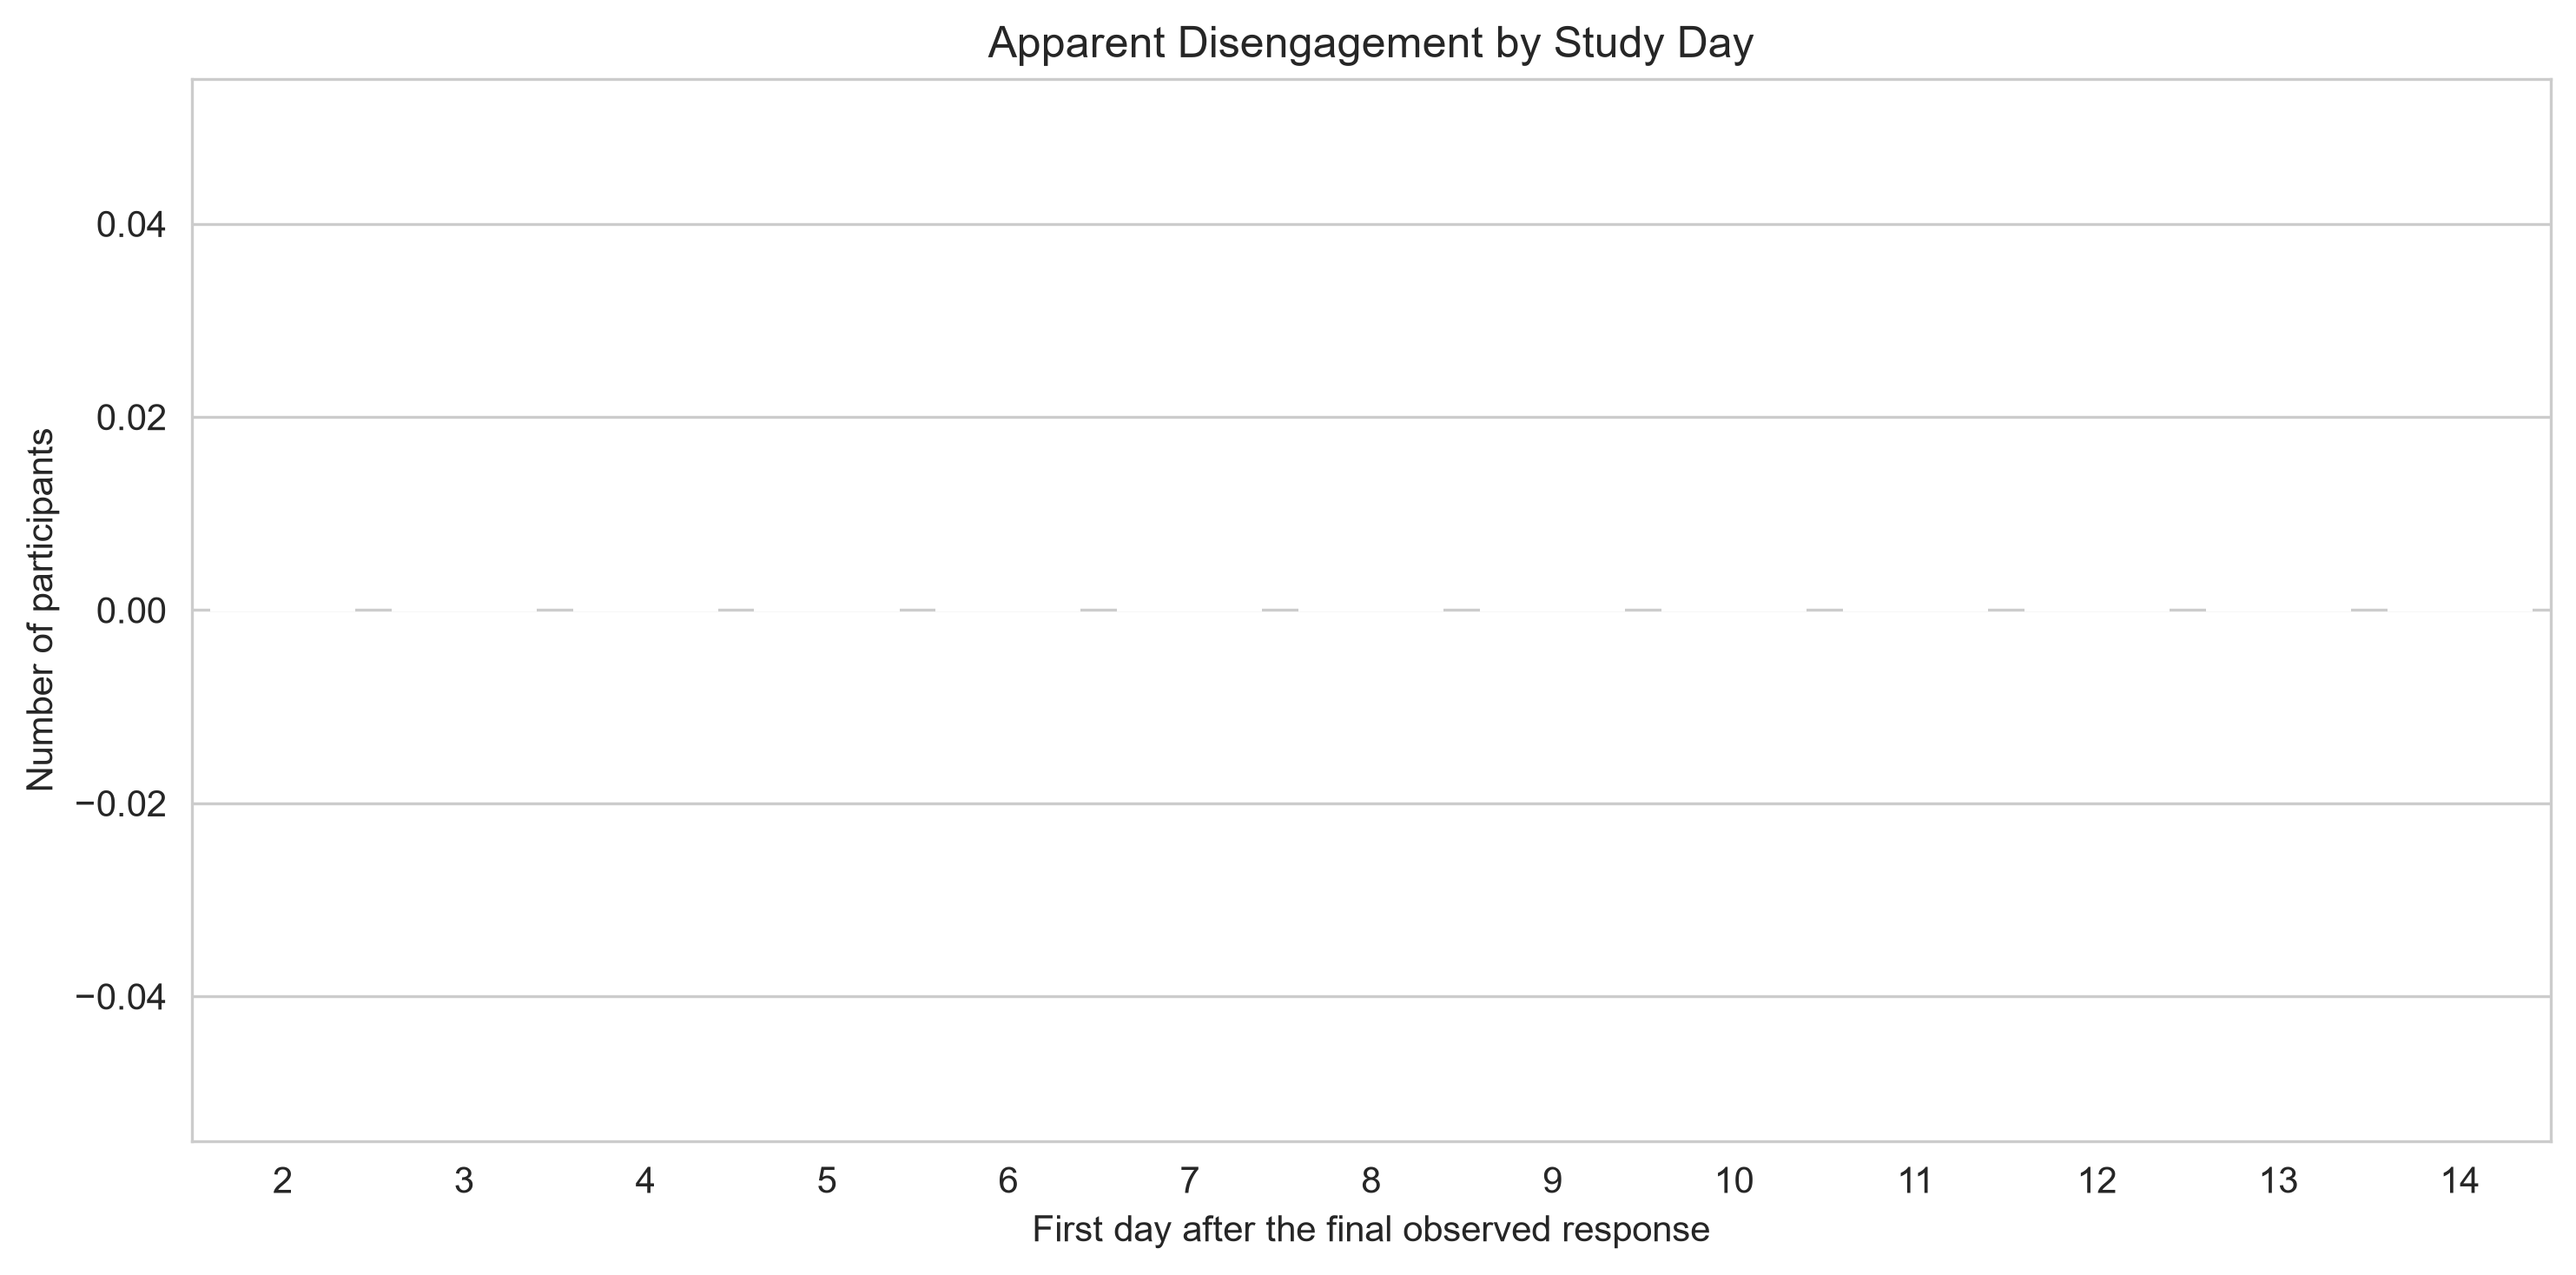 Apparent Disengagement by Study Day
Number of participants
0.04
0.02
0.00
−0.02
−0.04
2 3 4 5 6 7 8 9 10 11 12 13 14
First day after the final observed response